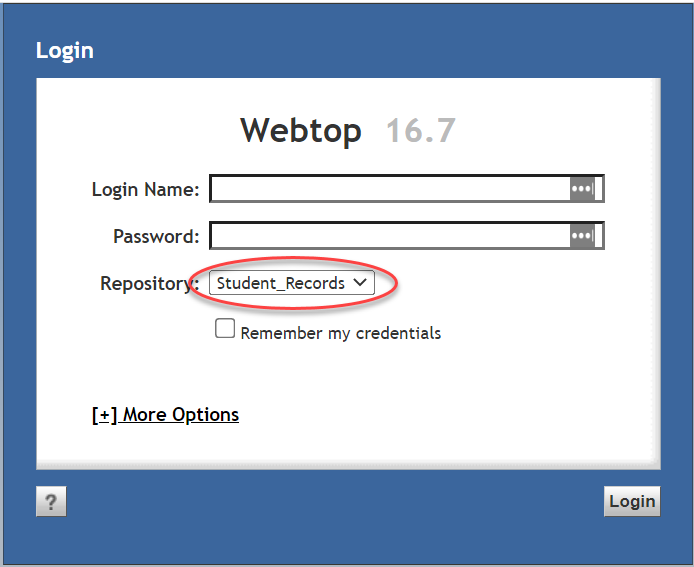 Login
Webtop 16.7
Login Name:
Password:
Repository: Student_Records
Remember my credentials
[+] More Options
? Login